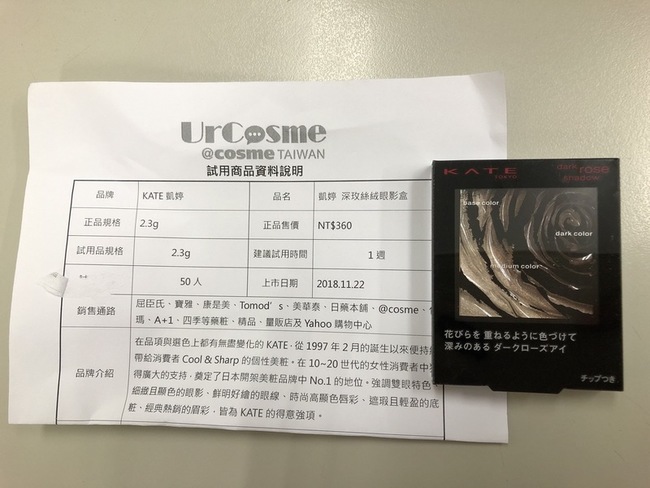 UrCosme
@cosme TAIWAN
試用商品資料說明
品牌 KATE 凱婷 品名 凱婷 深玫絲絨眼影盒
正品規格 2.3g 正品售價 NT$360
試用品規格 2.3g 建議試用時間 1 週
50 人 上市日期 2018.11.22
銷售通路 屈臣氏、寶雅、康是美、Tomod's、美華泰、日藥本舖、@cosme、
瑪、A+1、四季等藥粧、精品、量販店及 Yahoo 購物中心
在品項與選色上都有無盡變化的 KATE，從 1997 年 2 月的誕生以來便持
帶給消費者 Cool & Sharp 的個性美粧。在 10~20 世代的女性消費者中
品牌介紹 得廣大的支持，奠定了日本開架美粧品牌中 No.1 的地位。強調雙眼特色
細緻且顯色的眼影、鮮明好繪的眼線、時尚高顯色唇彩、遮瑕且輕盈的底
粧、經典熱銷的眉彩，皆為 KATE 的得意強項。
KATE
TOKYO
dark rose
shadow
base color
dark color
medium color
花びらを 重ねるように色づけて
深みのある ダークローズアイ
チップつき